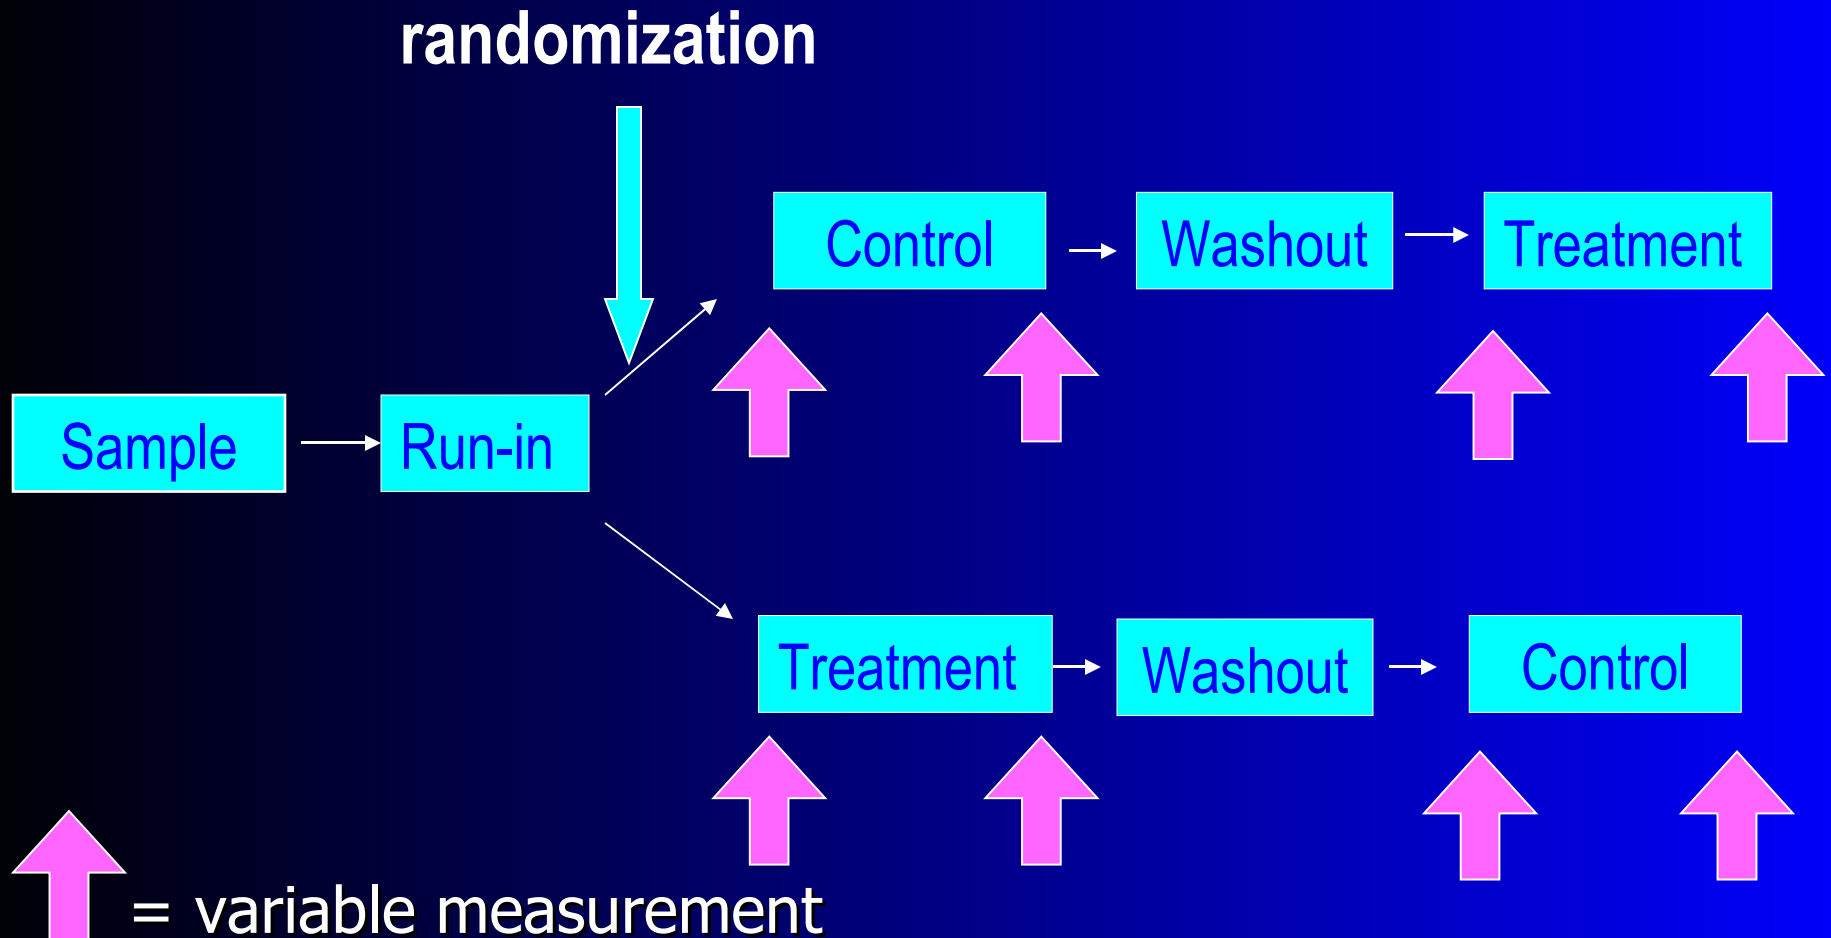 randomization
Control
Washout
Treatment
Sample
Run-in
Treatment
Washout
Control
= variable measurement